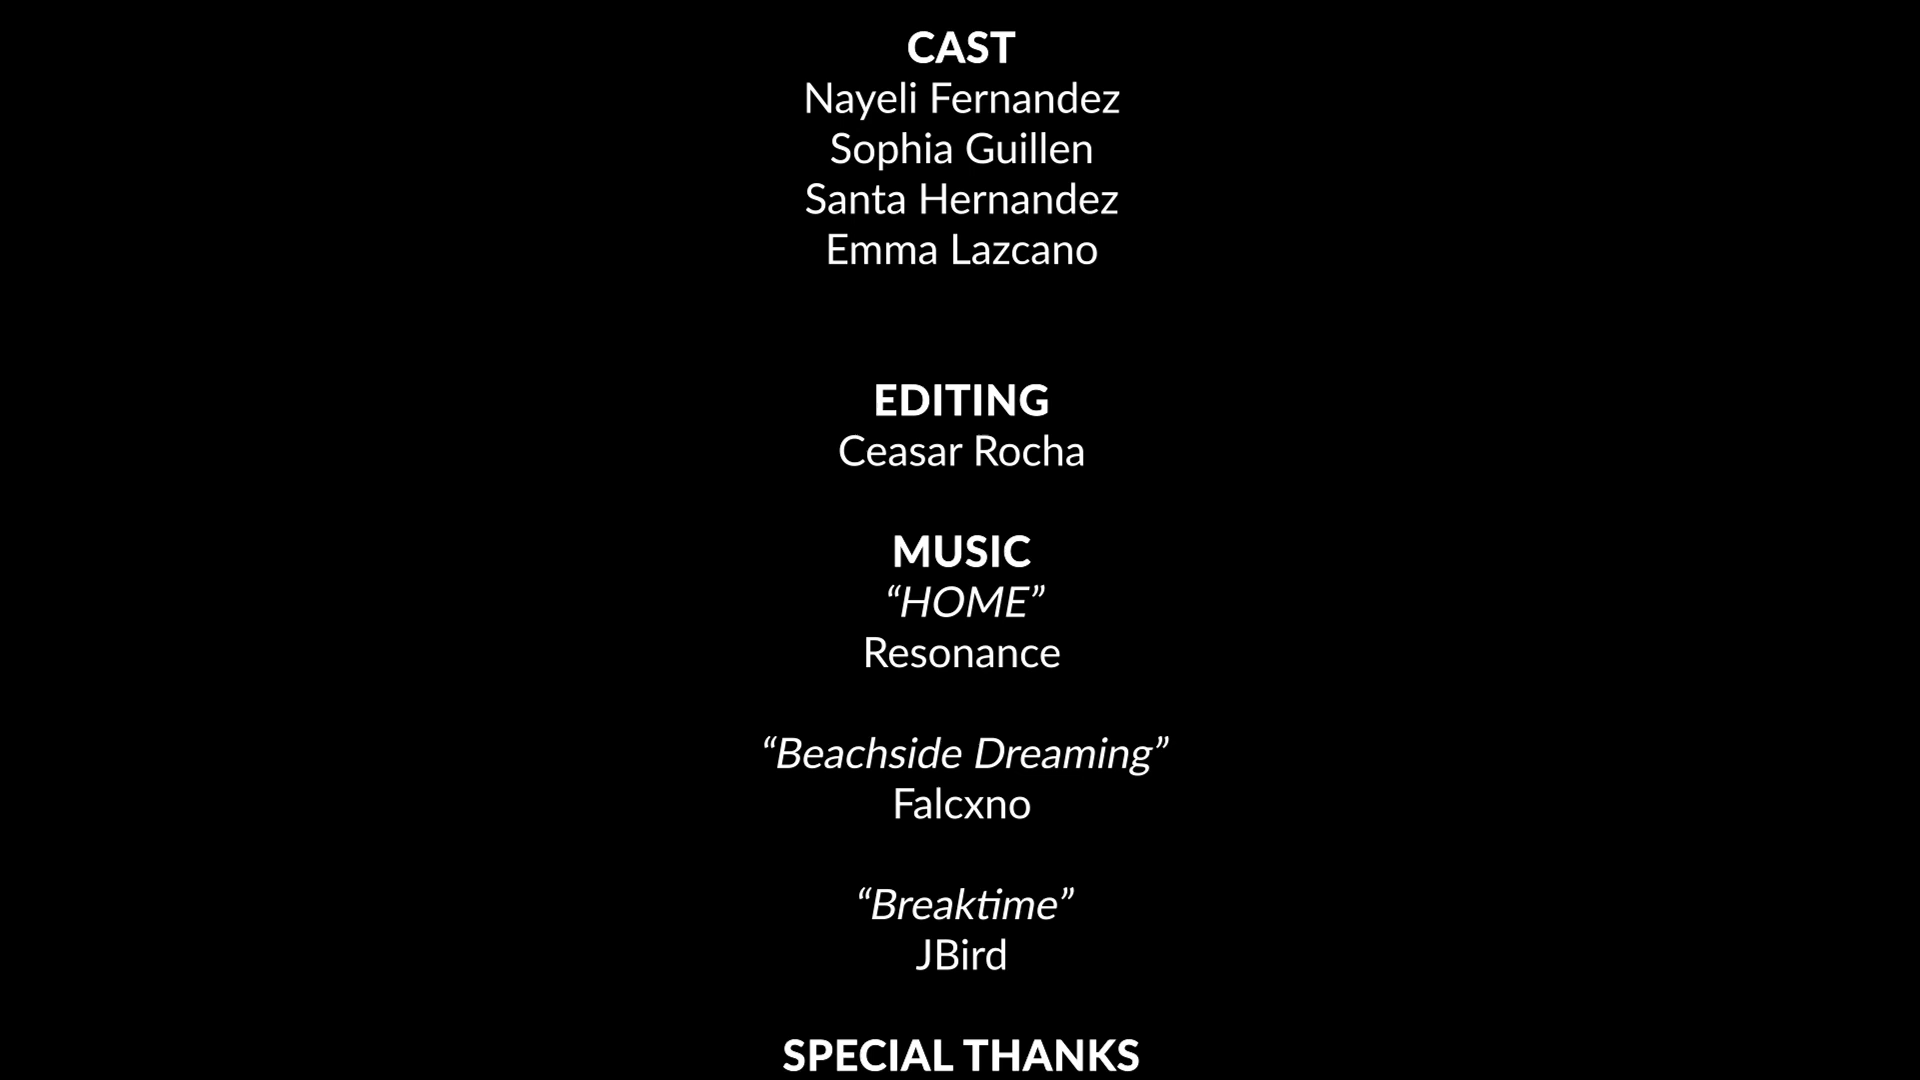 CAST
Nayeli Fernandez
Sophia Guillen
Santa Hernandez
Emma Lazcano
EDITING
Ceasar Rocha
MUSIC
“HOME”
Resonance
“Beachside Dreaming”
Falcxno
“Breaktime”
JBird
SPECIAL THANKS